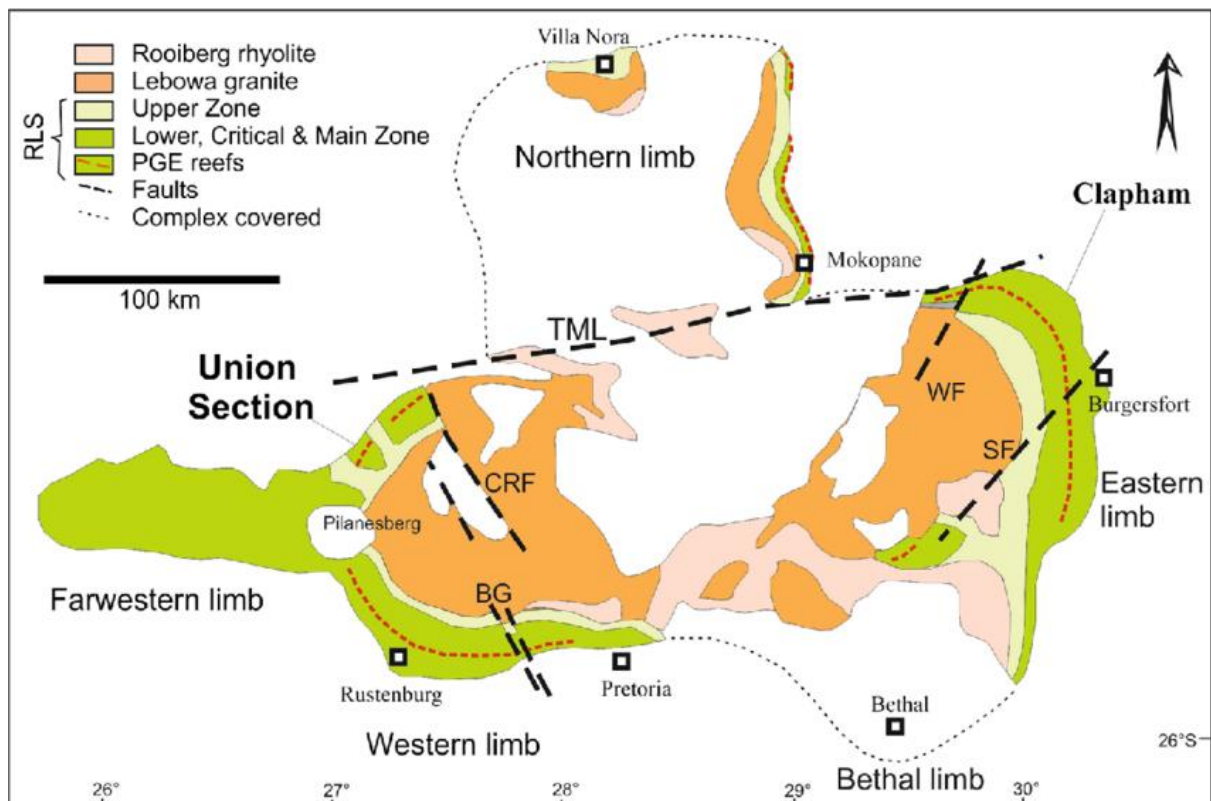 Rooiberg rhyolite
Lebowa granite
Upper Zone
Lower, Critical & Main Zone
PGE reefs
RLS
Faults
Complex covered
100 km
Villa Nora
Northern limb
Clapham
Mokopane
TML
Union
Section
WF
Burgersfort
SF
CRF
Eastern
limb
Pilanesberg
Farwestern limb
BG
Rustenburg
Pretoria
Bethal
Western limb
Bethal limb
26°S
26°
27°
28°
29°
30°